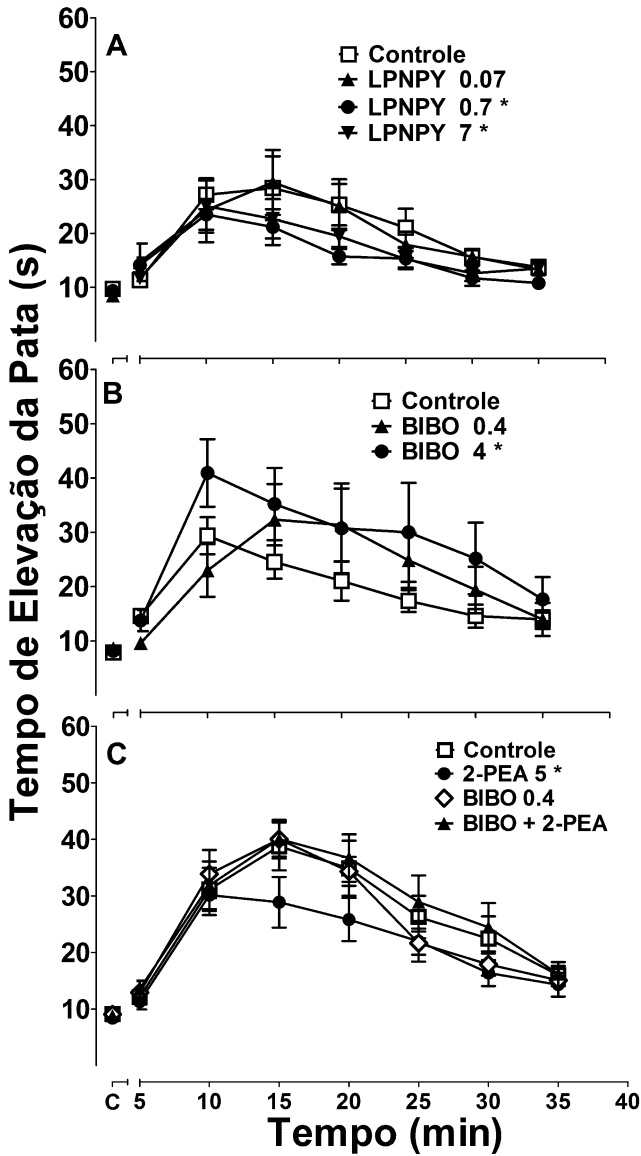 Tempo de Elevação da Pata (s)
A
60
50
40
30
20
10
Controle
LPNPY 0.07
LPNPY 0.7 *
LPNPY 7 *
B
60
50
40
30
20
10
Controle
BIBO 0.4
BIBO 4 *
C
60
50
40
30
20
10
Controle
2-PEA 5 *
BIBO 0.4
BIBO + 2-PEA
C 5 10 15 20 25 30 35 40
Tempo (min)